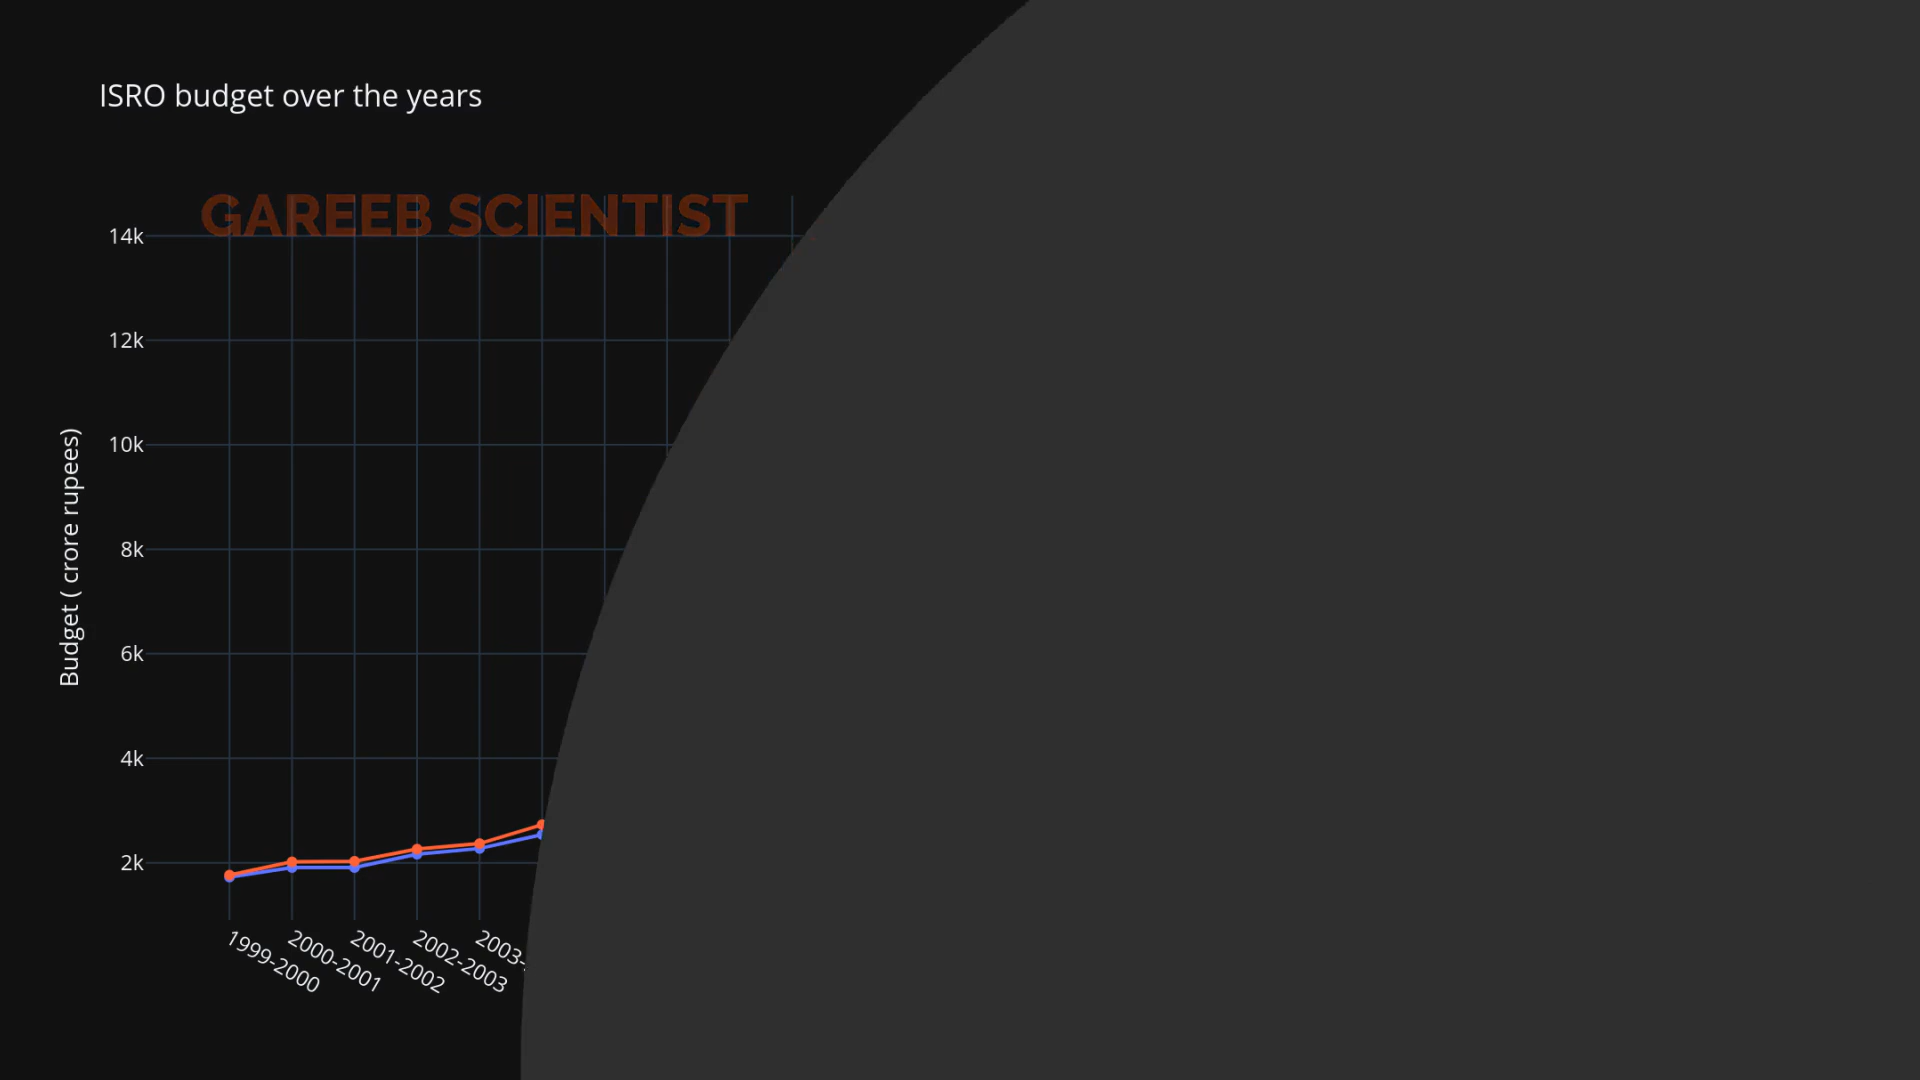 ISRO budget over the years
GAREEB SCIENTIST
14k
12k
10k
8k
6k
4k
2k
Budget ( crore rupees)
1999-2000
2000-2001
2001-2002
2002-2003
2003-